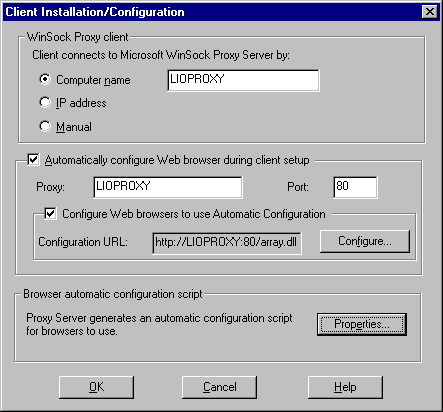 Client Installation/Configuration
WinSock Proxy client
Client connects to Microsoft WinSock Proxy Server by:
Computer name
LIOPROXY
IP address
Manual
Automatically configure Web browser during client setup
Proxy: LIOPROXY Port: 80
Configure Web browsers to use Automatic Configuration
Configuration URL: http://LIOPROXY:80/array.dll Configure...
Browser automatic configuration script
Proxy Server generates an automatic configuration script
for browsers to use.
Properties...
OK Cancel Help